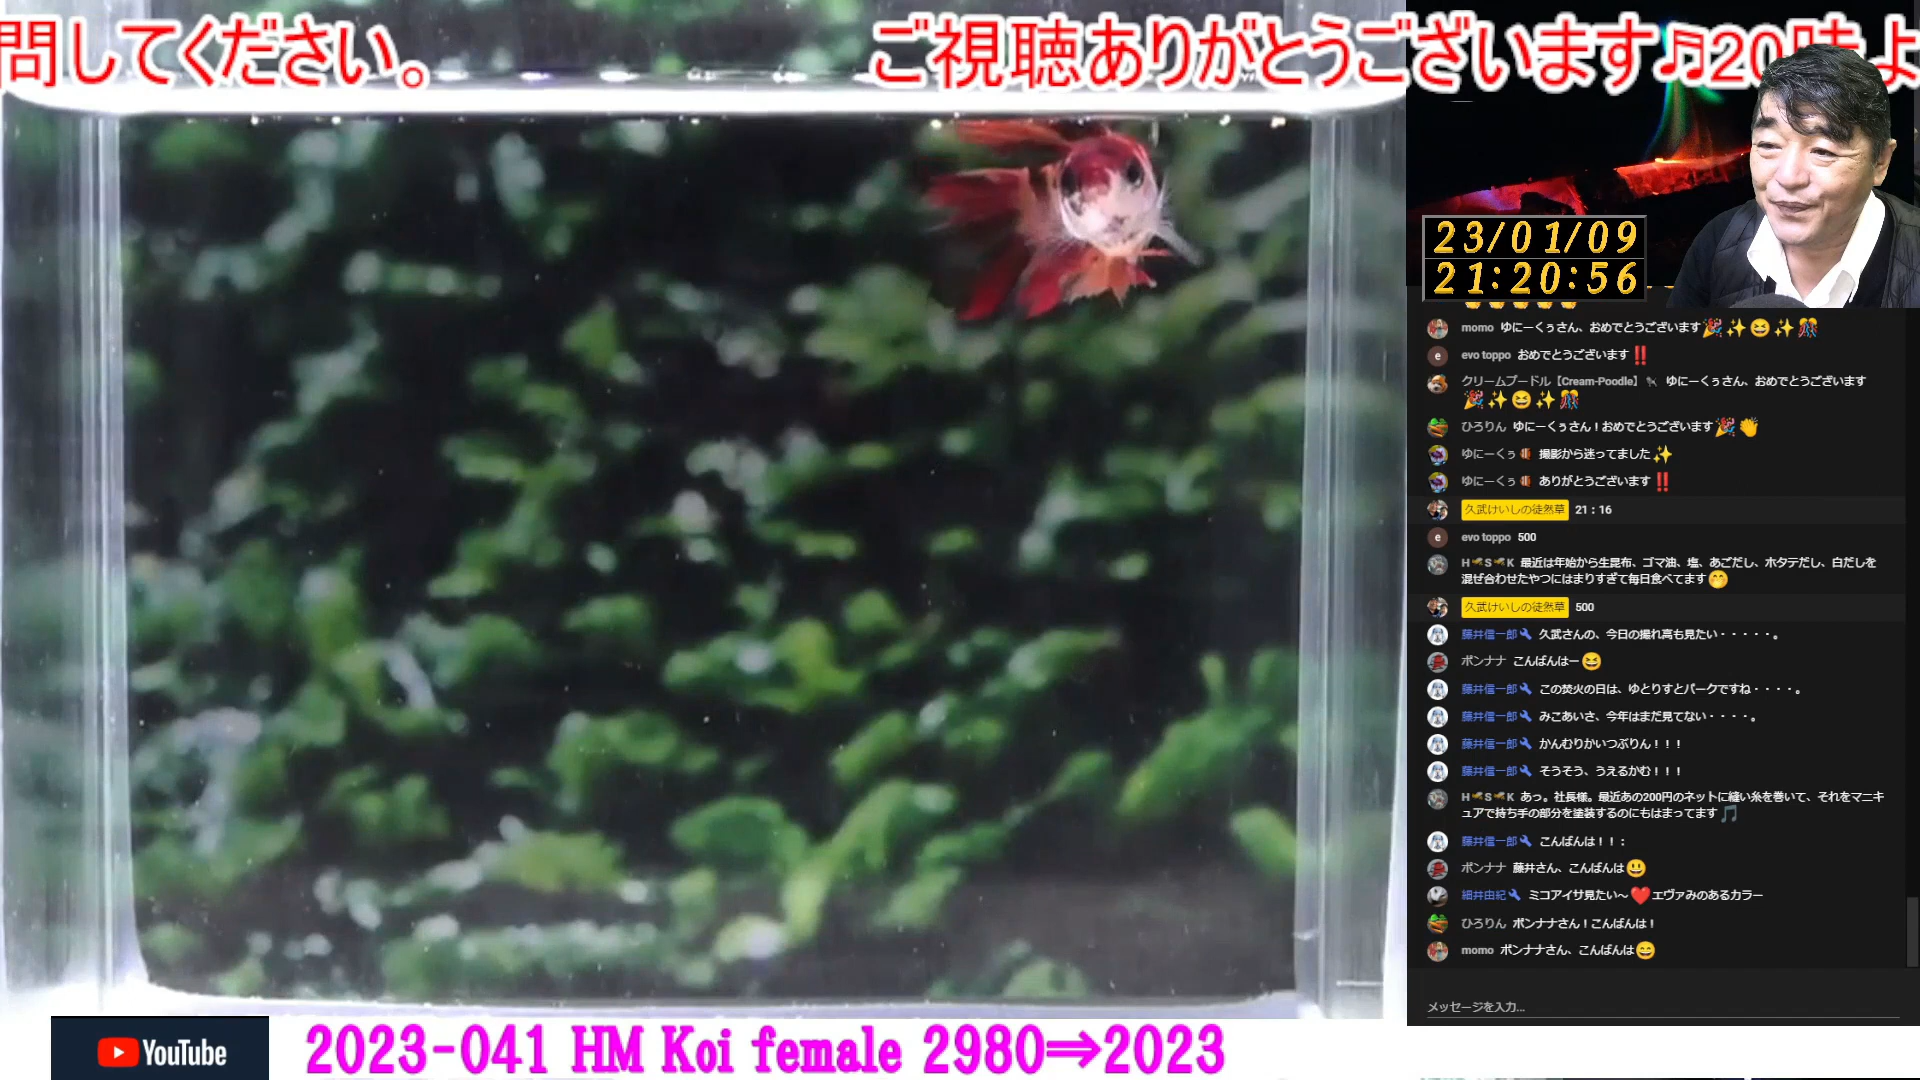 問してください。 ご視聴ありがとうございます♫20時よ
23/01/09
21:20:56
momo ゆにーくぅさん、おめでとうございます🎉✨😆✨🎊
evo toppo おめでとうございます‼️
クリームプードル【Cream-Poodle】 ゆにーくぅさん、おめでとうございます
🎉✨😆✨🎊
ひろりん ゆにーくぅさん！おめでとうございます🎉👏
ゆにーくぅ 撮影から迷ってました✨
ゆにーくぅ ありがとうございます‼️
久武けいしの徒然草 21：16
evo toppo 500
H S K 最近は年始から生昆布、ゴマ油、塩、あごだし、ホタテだし、白だしを
混ぜ合わせたやつにはまりすぎて毎日食べてます🤭
久武けいしの徒然草 500
藤井信一郎 久武さんの、今日の撮れ高も見たい・・・・・。
ボンナナ こんばんはー😆
藤井信一郎 この焚火の日は、ゆとりすとパークですね・・・・。
藤井信一郎 みこあいさ、今年はまだ見てない・・・・。
藤井信一郎 かんむりかいつぶりん！！！
藤井信一郎 そうそう、うえるかむ！！！
H S K あっ。社長様。最近あの200円のネットに縫い糸を巻いて、それをマニキ
ュアで持ち手の部分を塗装するのにもはまってます🎵
藤井信一郎 こんばんは！！：
ボンナナ 藤井さん、こんばんは😃
細井由紀 ミコアイサ見たい〜❤️エヴァみのあるカラー
ひろりん ボンナナさん！こんばんは！
momo ボンナナさん、こんばんは😄
メッセージを入力...
YouTube 2023-041 HM Koi female 2980⇒2023